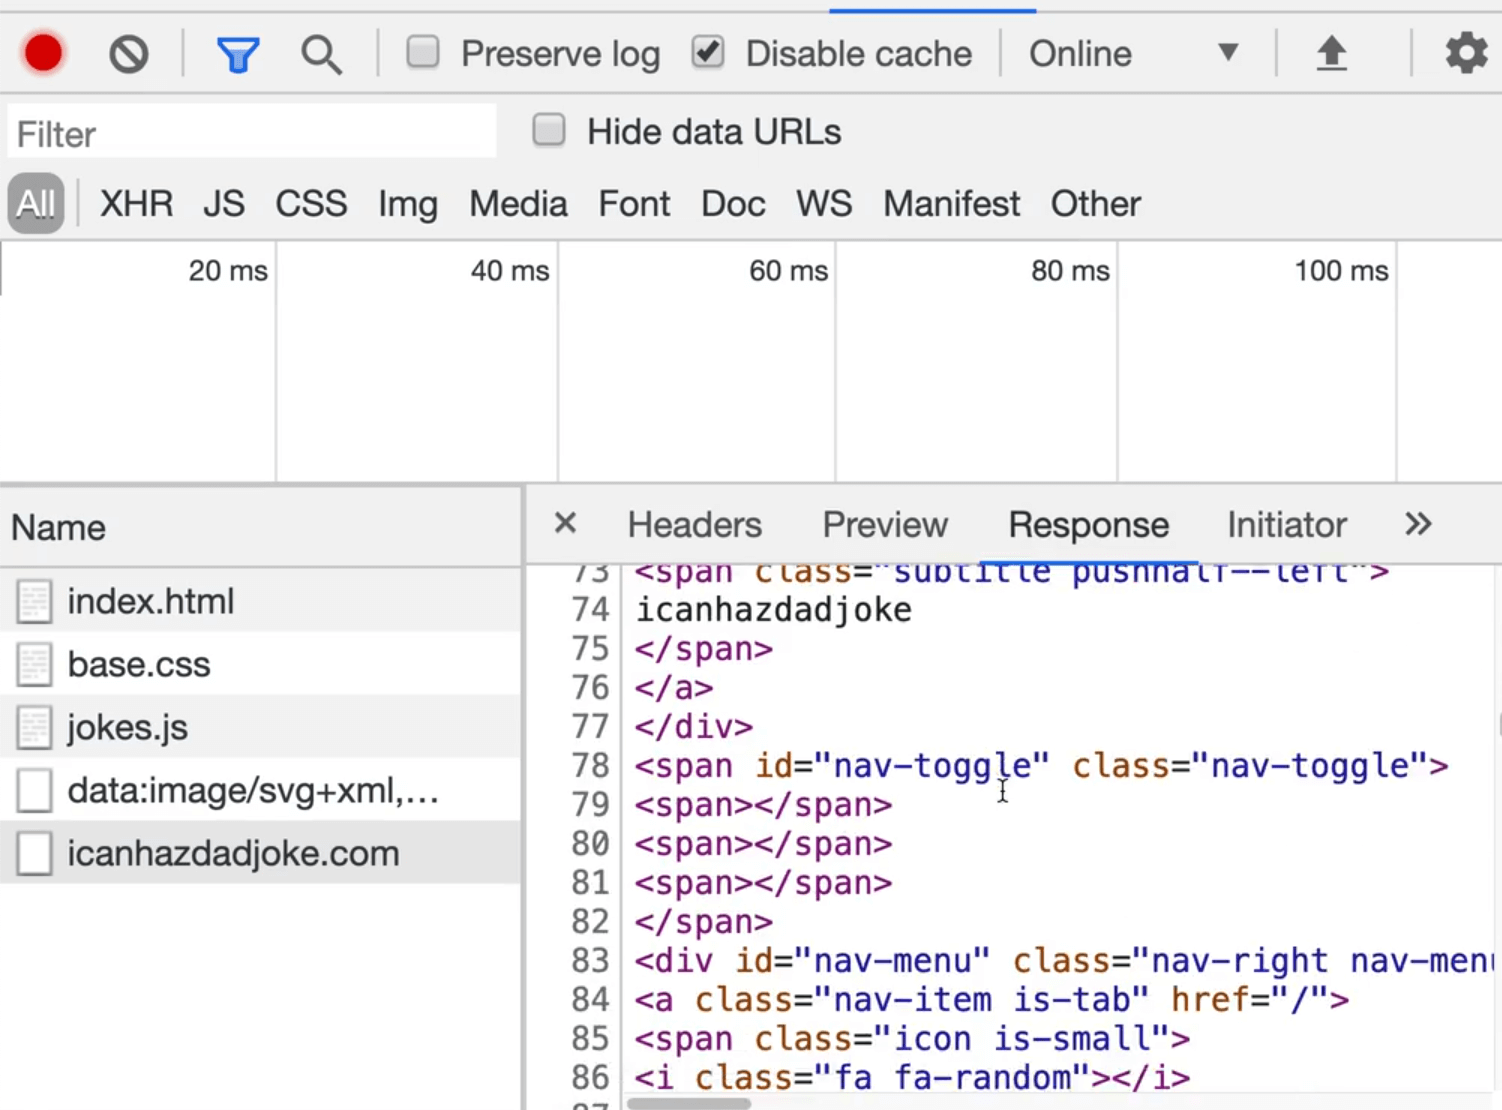 Preserve log Disable cache Online
Filter Hide data URLs
All XHR JS CSS Img Media Font Doc WS Manifest Other
20 ms 40 ms 60 ms 80 ms 100 ms
Name
index.html
base.css
jokes.js
data:image/svg+xml,...
icanhazdadjoke.com
× Headers Preview Response Initiator »
73 <span class="subtitle pushhalf--left">
74 icanhazdadjoke
75 </span>
76 </a>
77 </div>
78 <span id="nav-toggle" class="nav-toggle">
79 <span></span>
80 <span></span>
81 <span></span>
82 </span>
83 <div id="nav-menu" class="nav-right nav-menu
84 <a class="nav-item is-tab" href="/">
85 <span class="icon is-small">
86 <i class="fa fa-random"></i>
87